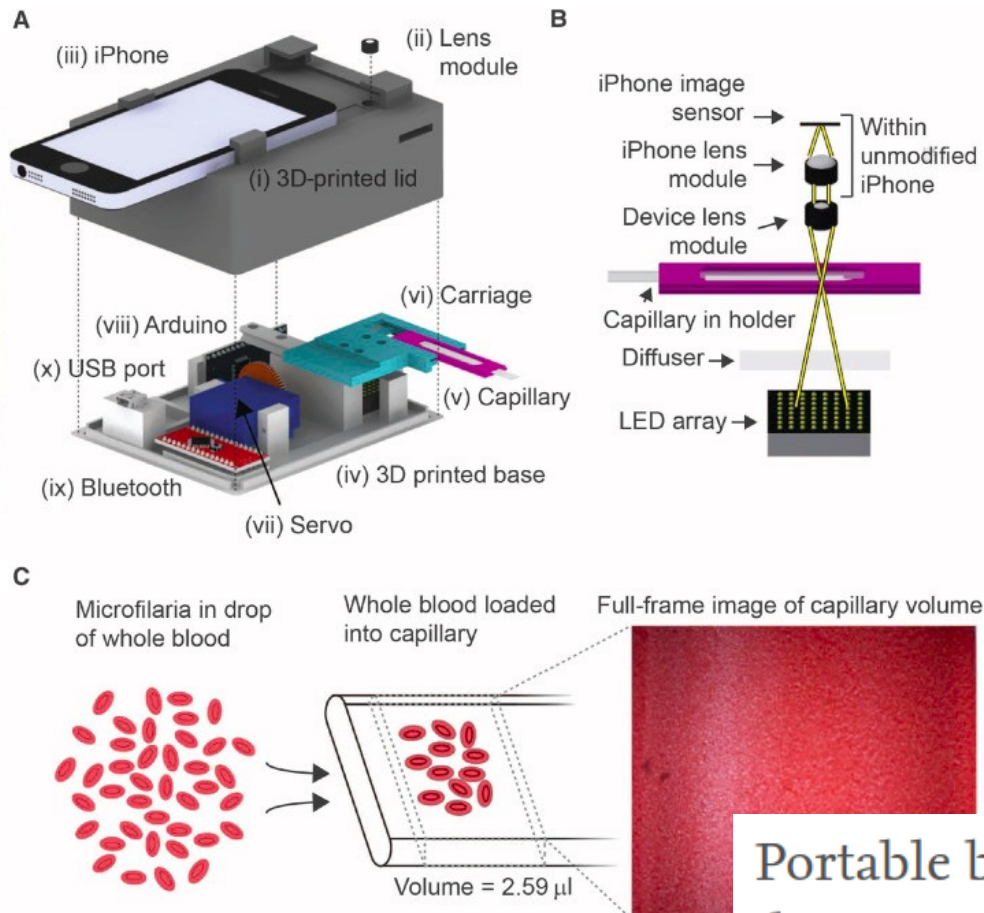 A
(iii) iPhone
(ii) Lens
module
(i) 3D-printed lid
(vi) Carriage
(viii) Arduino
(x) USB port
(v) Capillary
(iv) 3D printed base
(ix) Bluetooth
(vii) Servo
B
iPhone image
sensor
iPhone lens
module
Within
unmodified
iPhone
Device lens
module
Capillary in holder
Diffuser
LED array
C
Microfilaria in drop
of whole blood
Whole blood loaded
into capillary
Volume = 2.59 µl
Full-frame image of capillary volume
Portable b